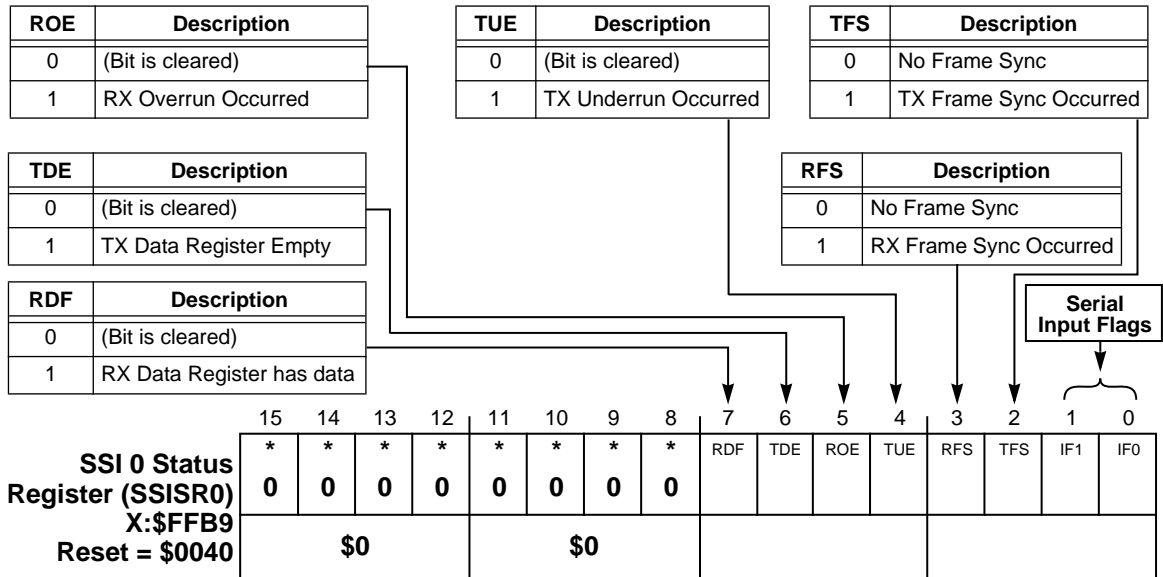 ROE Description
0 (Bit is cleared)
1 RX Overrun Occurred
TUE Description
0 (Bit is cleared)
1 TX Underrun Occurred
TFS Description
0 No Frame Sync
1 TX Frame Sync Occurred
TDE Description
0 (Bit is cleared)
1 TX Data Register Empty
RFS Description
0 No Frame Sync
1 RX Frame Sync Occurred
RDF Description
0 (Bit is cleared)
1 RX Data Register has data
Serial
Input Flags
15 14 13 12 11 10 9 8 7 6 5 4 3 2 1 0
* * * * * * * * RDF TDE ROE TUE RFS TFS IF1 IF0
SSI 0 Status
Register (SSISR0) 0 0 0 0 0 0 0 0
X:$FFB9
Reset = $0040 $0 $0